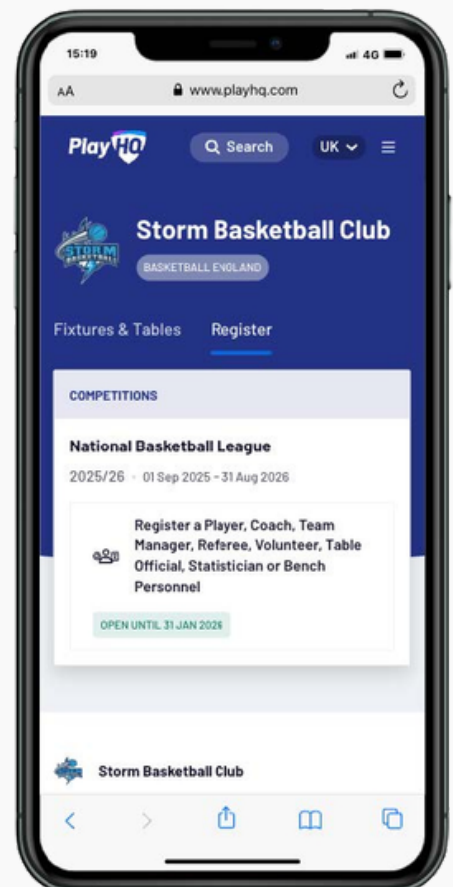 15:19
4G
AA www.playhq.com
PlayHQ Search UK
STORM
BASKETBALL
Storm Basketball Club
BASKETBALL ENGLAND
Fixtures & Tables Register
COMPETITIONS
National Basketball League
2025/26 · 01 Sep 2025 - 31 Aug 2026
Register a Player, Coach, Team
Manager, Referee, Volunteer, Table
Official, Statistician or Bench
Personnel
OPEN UNTIL 31 JAN 2026
Storm Basketball Club